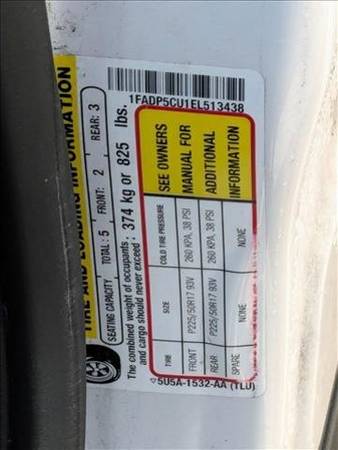 TIRE AND LOADING INFORMATION
SEATING CAPACITY TOTAL: 5 FRONT: 2 REAR: 3
The combined weight of occupants and cargo should never exceed: 374 kg or 825 lbs.
1FADP5CU1EL513438
TIRE SIZE COLD TIRE PRESSURE SEE OWNERS
FRONT P225/50R17 93V 260 KPA, 38 PSI MANUAL FOR
REAR P225/50R17 93V 260 KPA, 38 PSI ADDITIONAL
SPARE NONE NONE INFORMATION
5U5A-1532-AA (TLU)